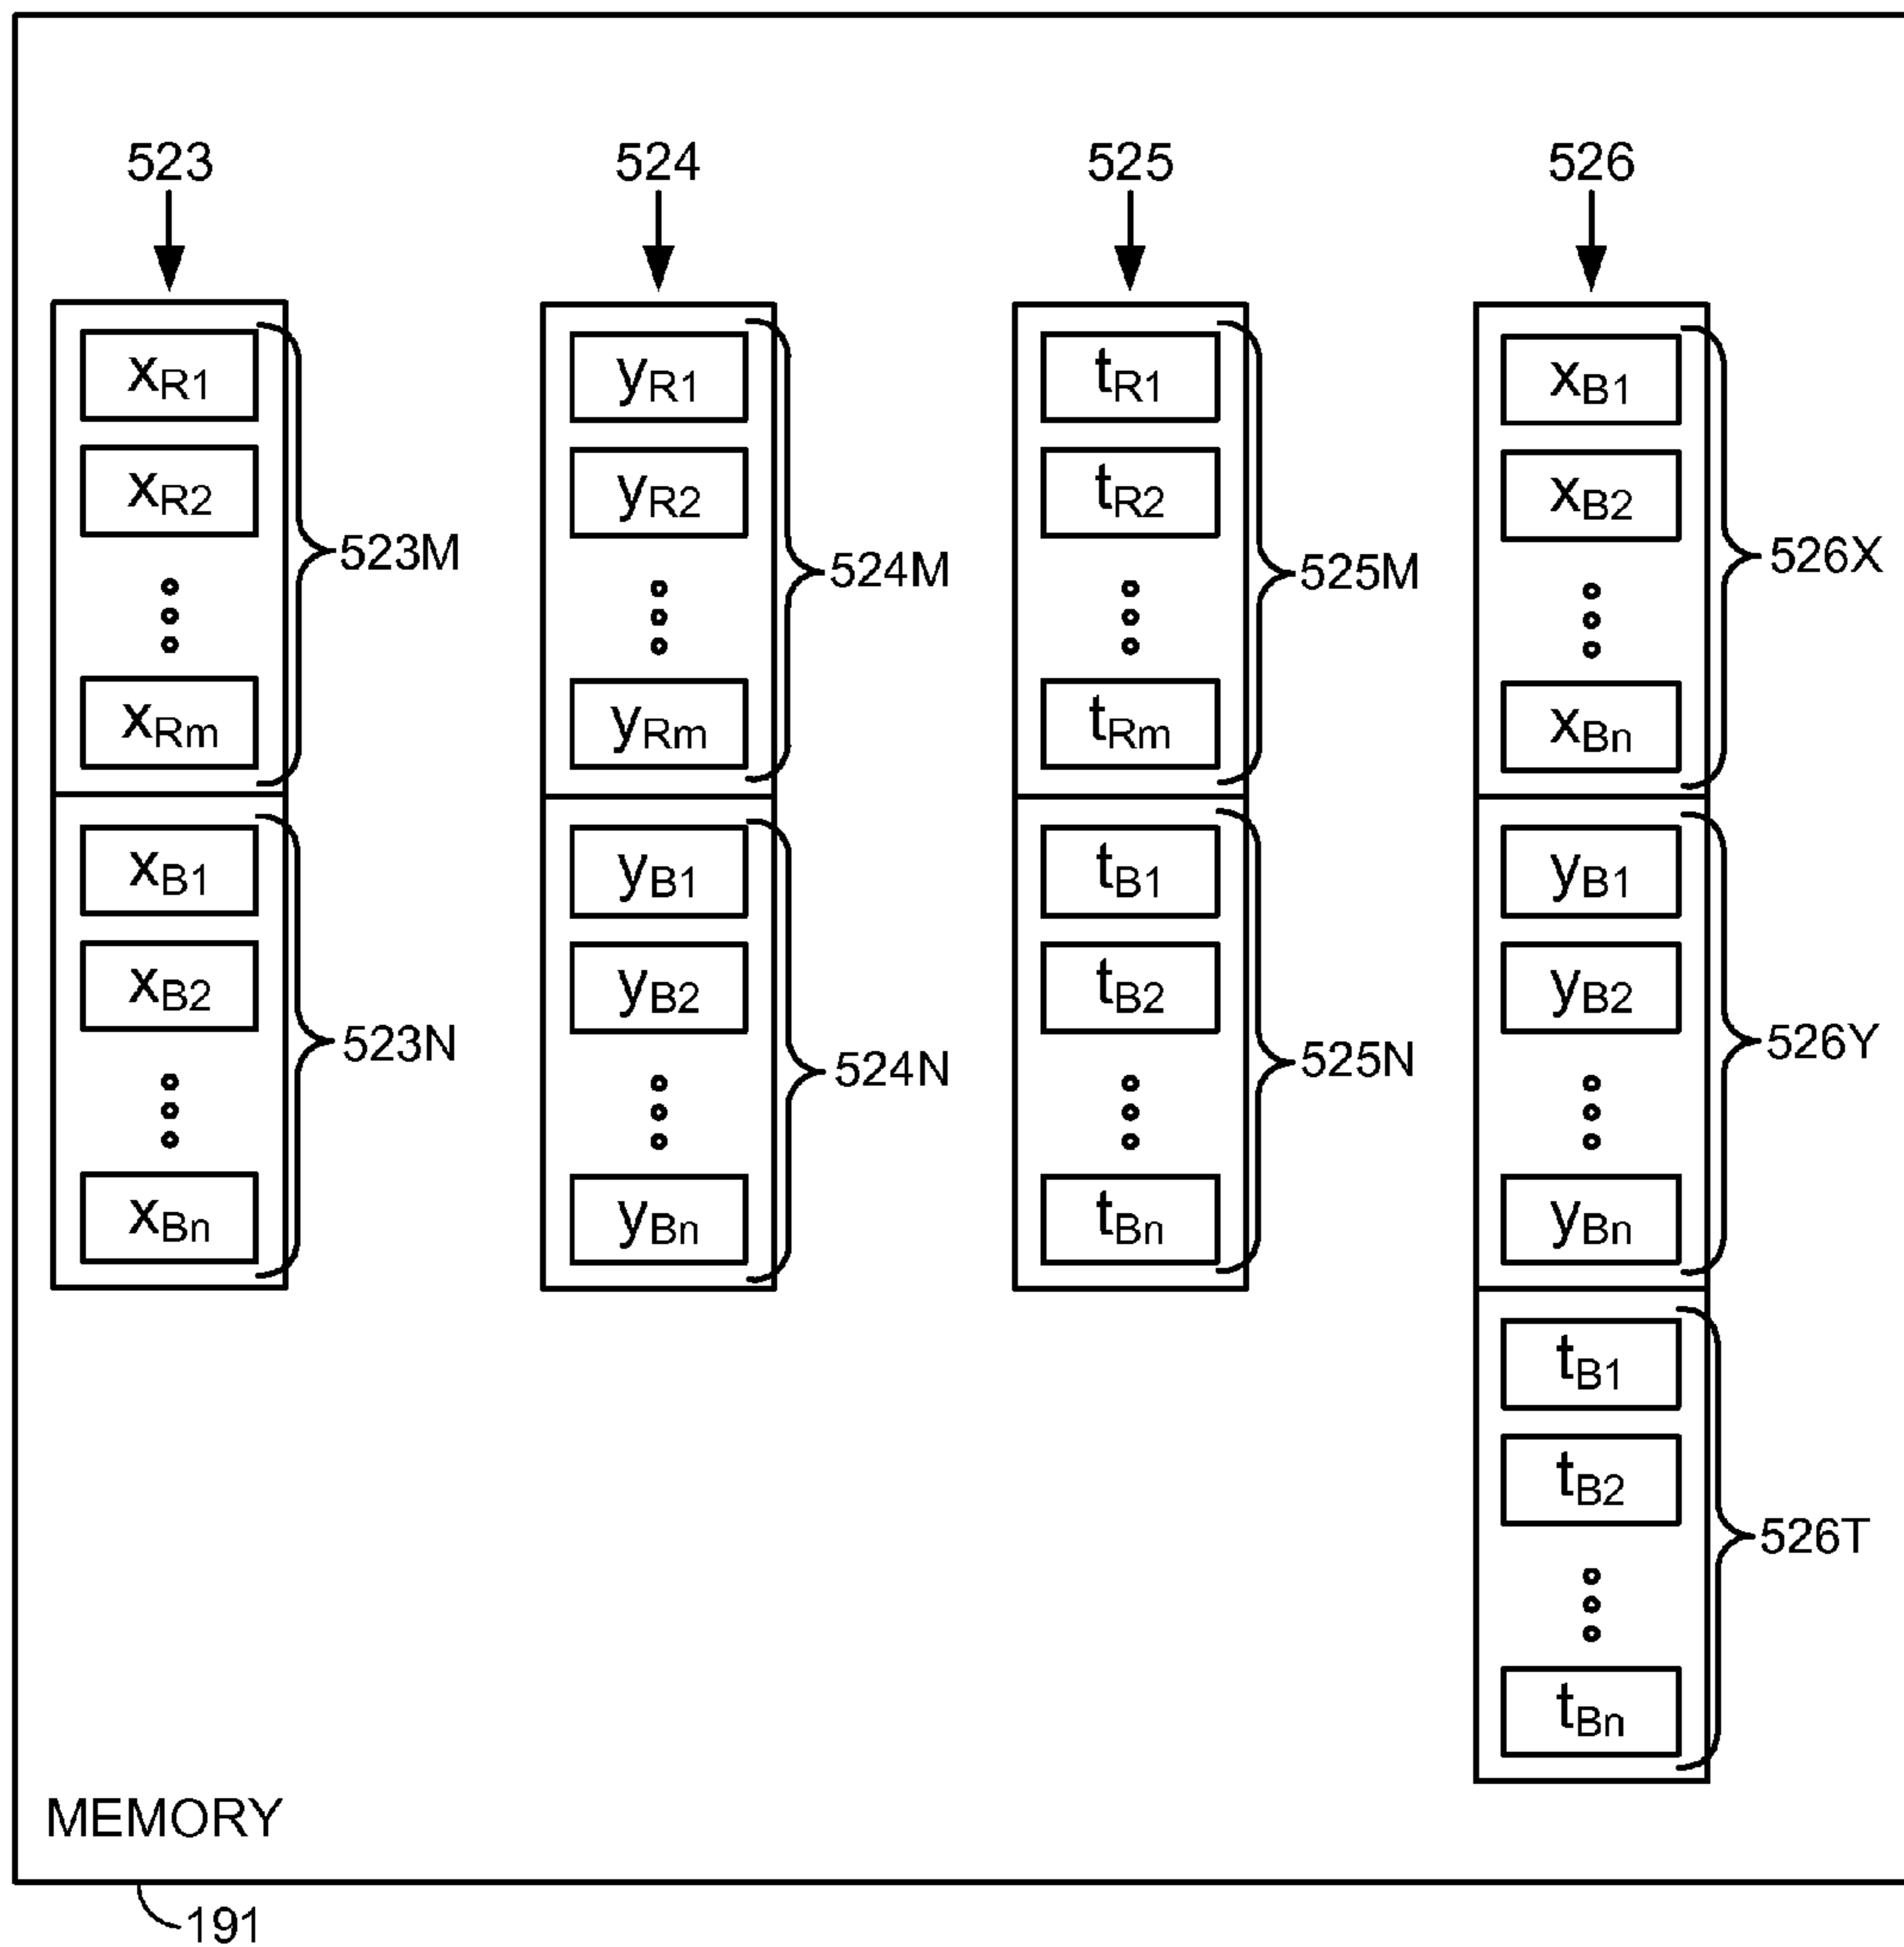 523 524 525 526
xR1 yR1 tR1 xB1
xR2 yR2 tR2 xB2
523M 524M 525M 526X
xRm yRm tRm xBn
xB1 yB1 tB1 yB1
xB2 yB2 tB2 yB2
523N 524N 525N 526Y
xBn yBn tBn yBn
tB1
tB2
526T
tBn
MEMORY
191